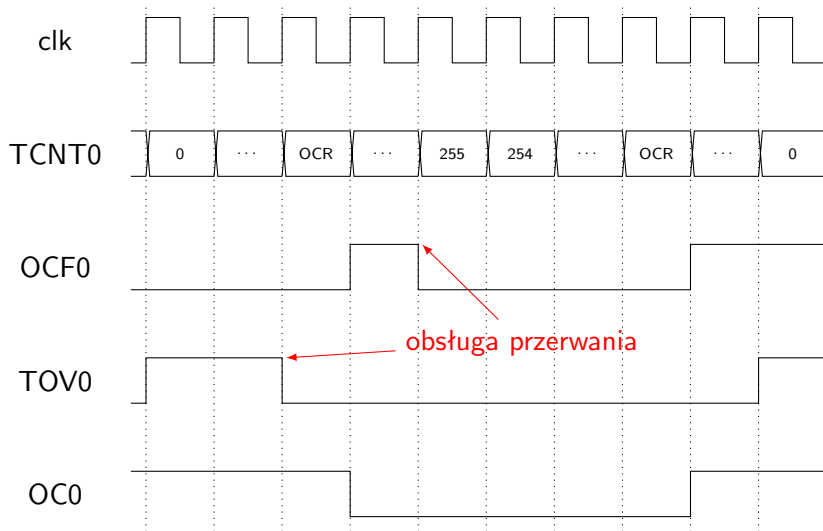 clk
TCNT0
0 ··· OCR ··· 255 254 ··· OCR ··· 0
OCF0
obsługa przerwania
TOV0
OC0